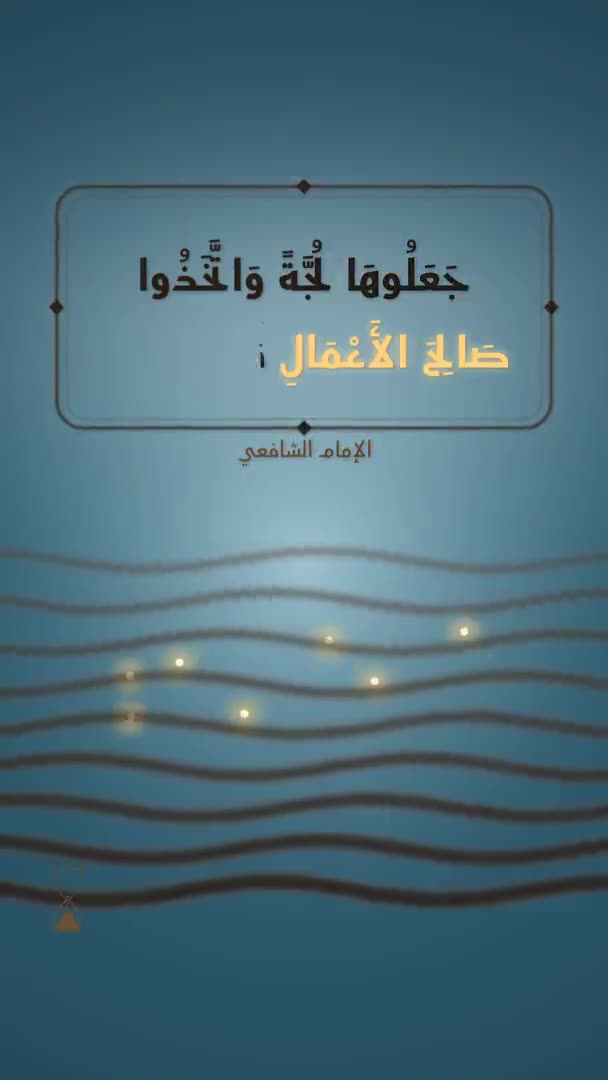 جَعَلُوهَا لُجَّةً وَاتَّخَذُوا
صَالِحَ الأَعْمَالِ
الإمام الشافعي